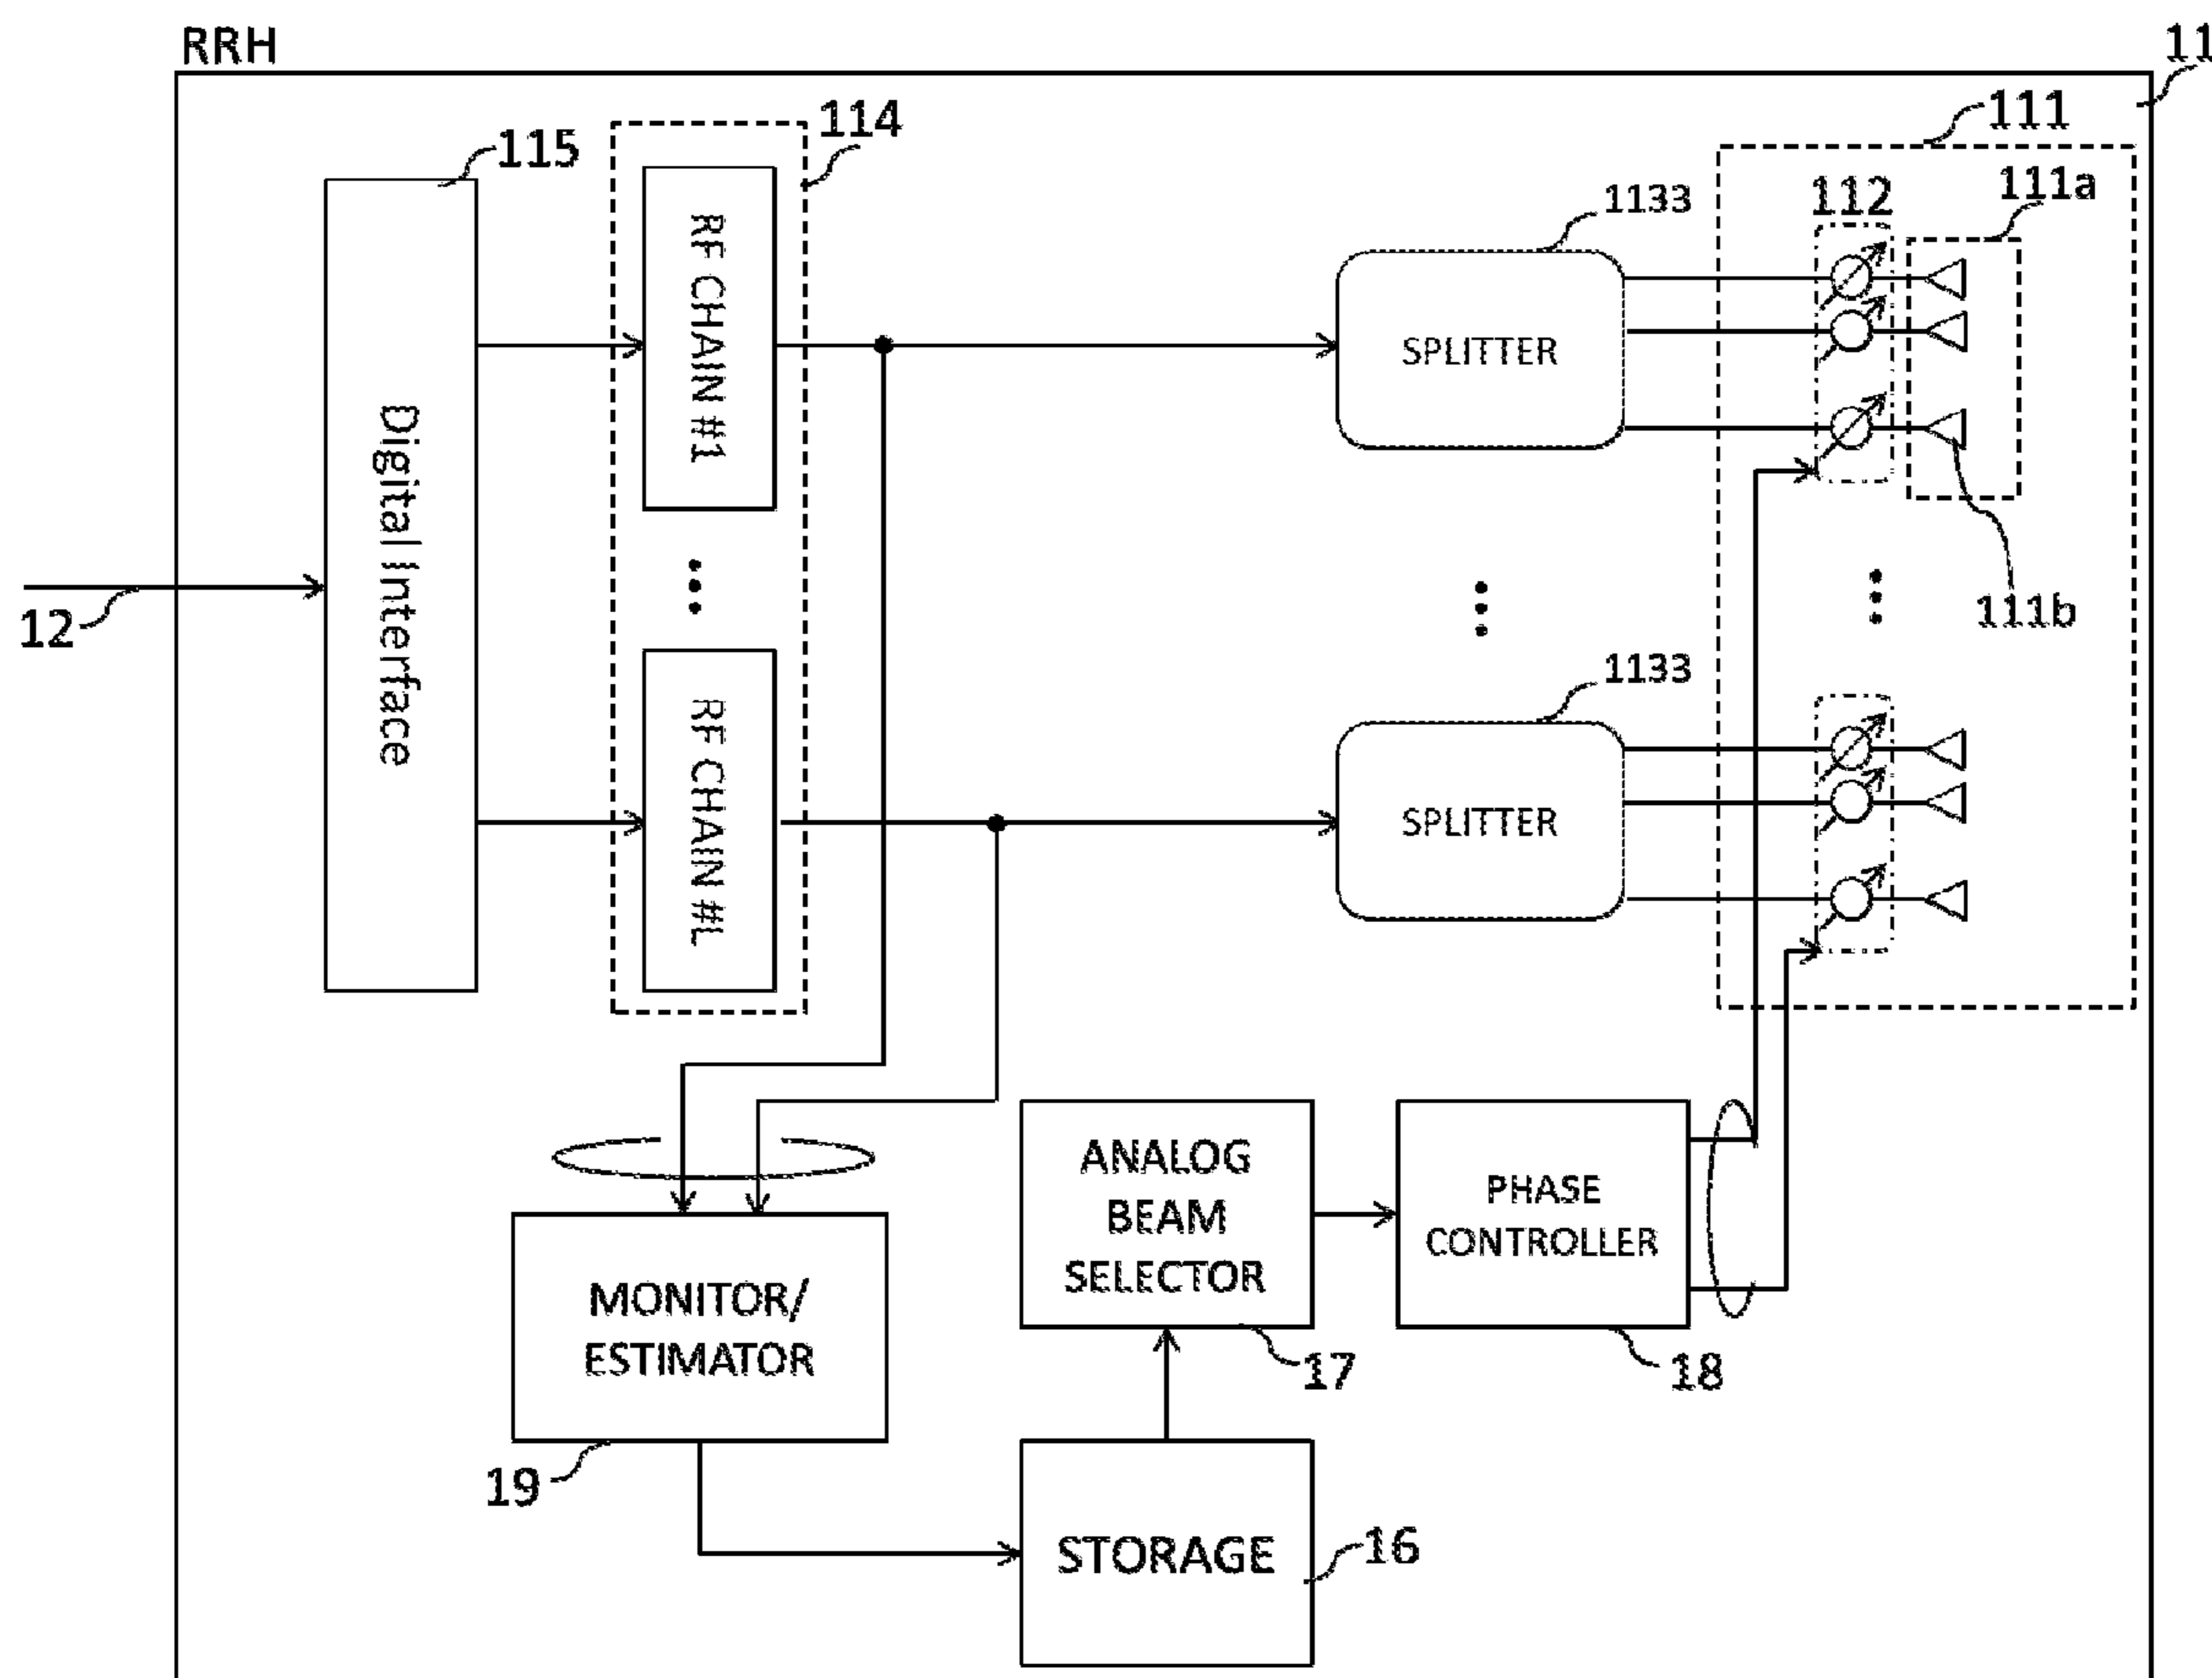 RRH
11
111
114
115
1133
112
111a
RF CHAIN #1
SPLITTER
Digital Interface
12
111b
1133
RF CHAIN #L
SPLITTER
ANALOG
BEAM
SELECTOR
PHASE
CONTROLLER
MONITOR/
ESTIMATOR
17
18
19
STORAGE
16